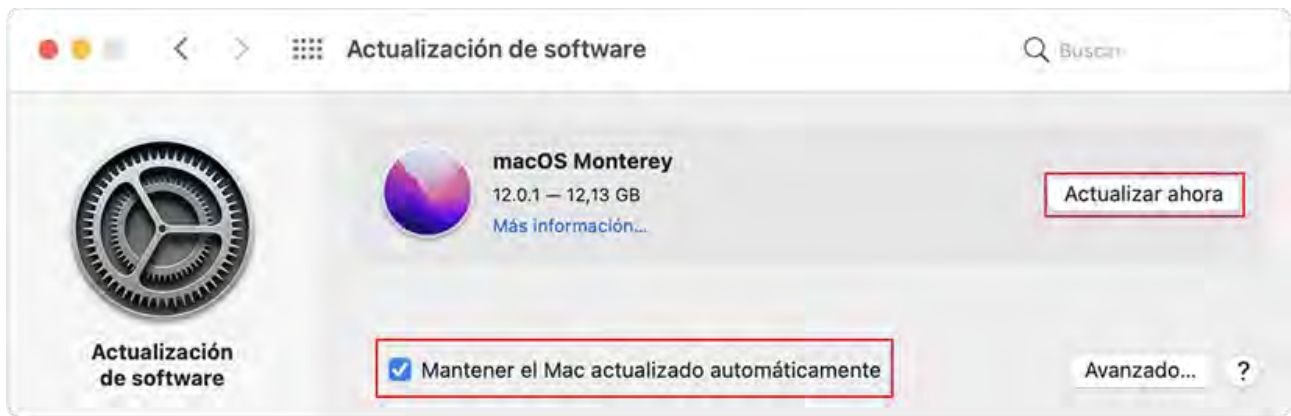 Actualización de software
Buscar
macOS Monterey
12.0.1 — 12,13 GB
Más información...
Actualizar ahora
Actualización
de software
Mantener el Mac actualizado automáticamente
Avanzado... ?